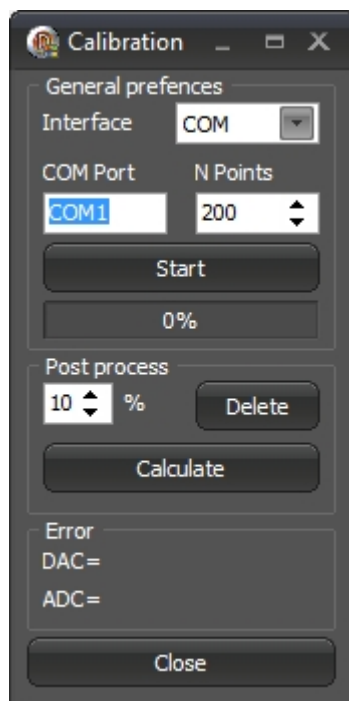 Calibration
General prefences
Interface COM
COM Port N Points
COM1 200
Start
0%
Post process
10 % Delete
Calculate
Error
DAC=
ADC=
Close